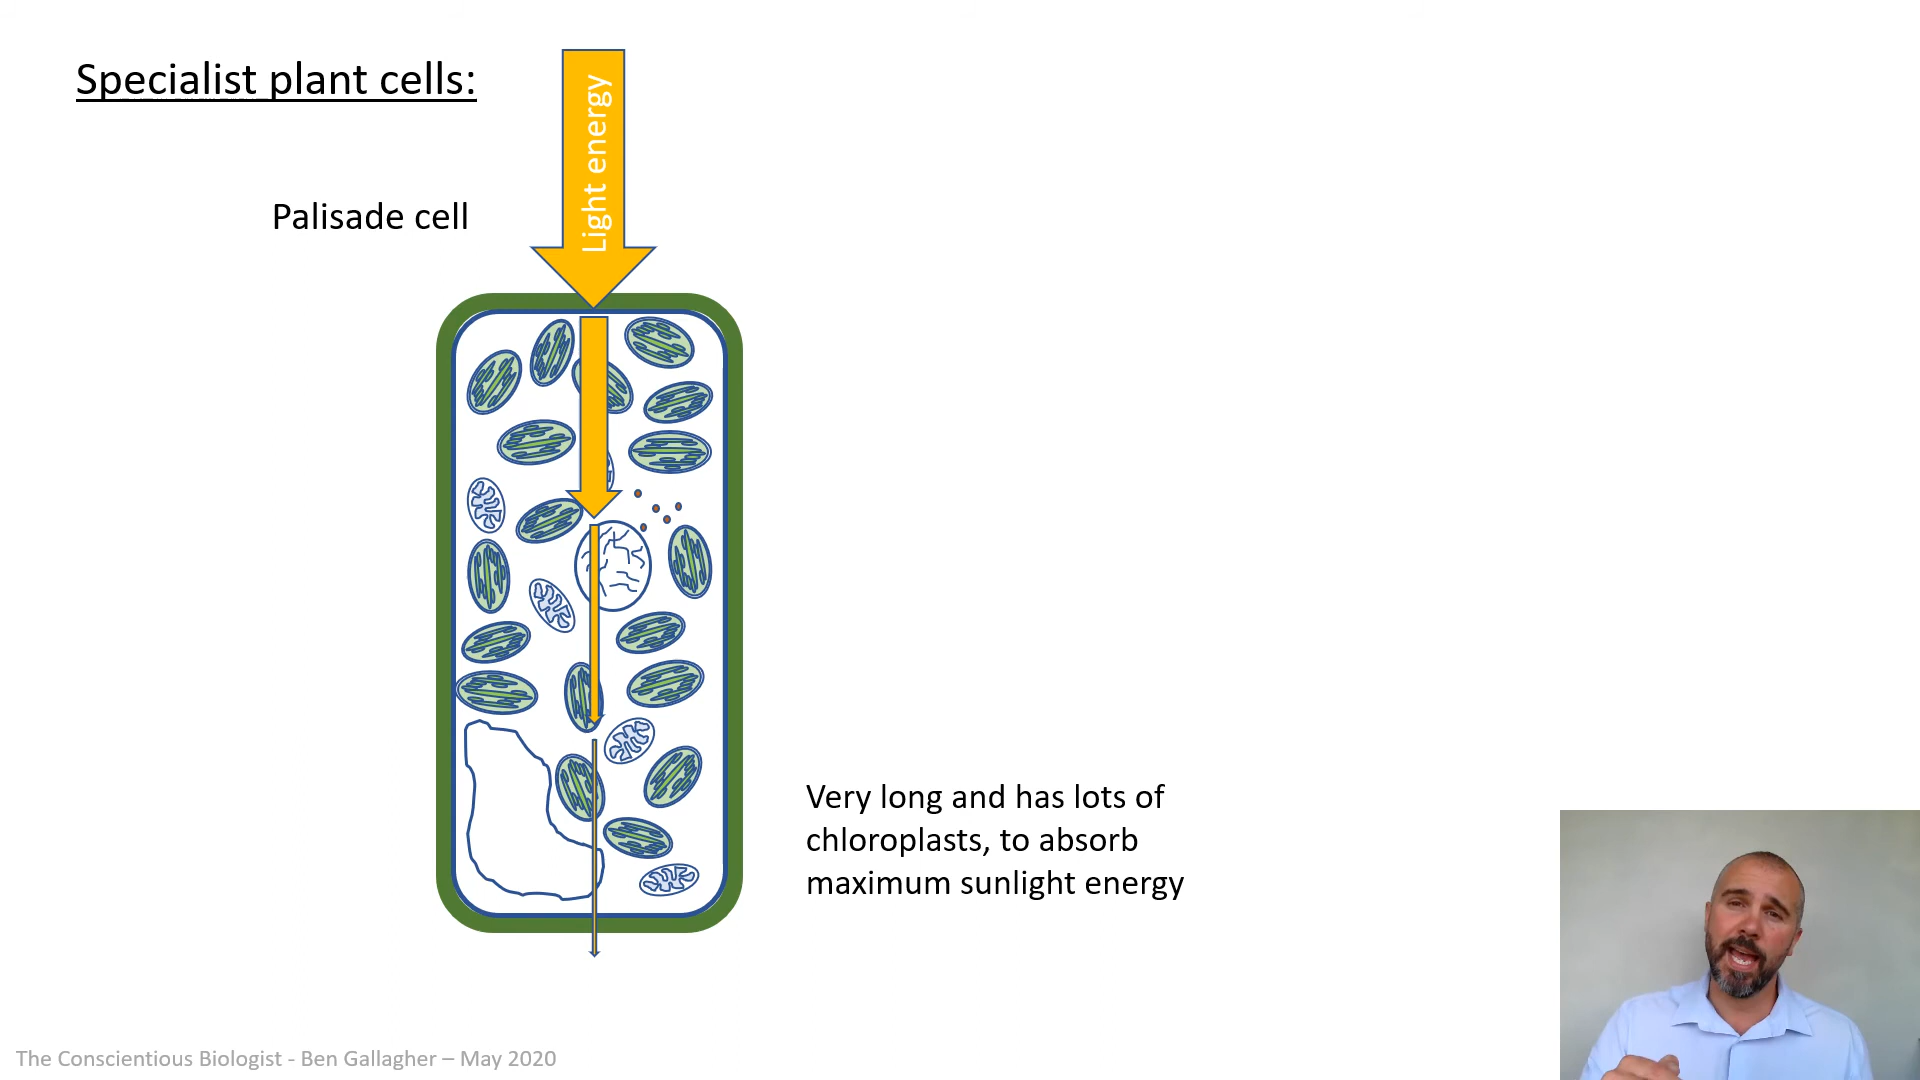 Specialist plant cells:
Light energy
Palisade cell
Very long and has lots of
chloroplasts, to absorb
maximum sunlight energy
The Conscientious Biologist - Ben Gallagher – May 2020